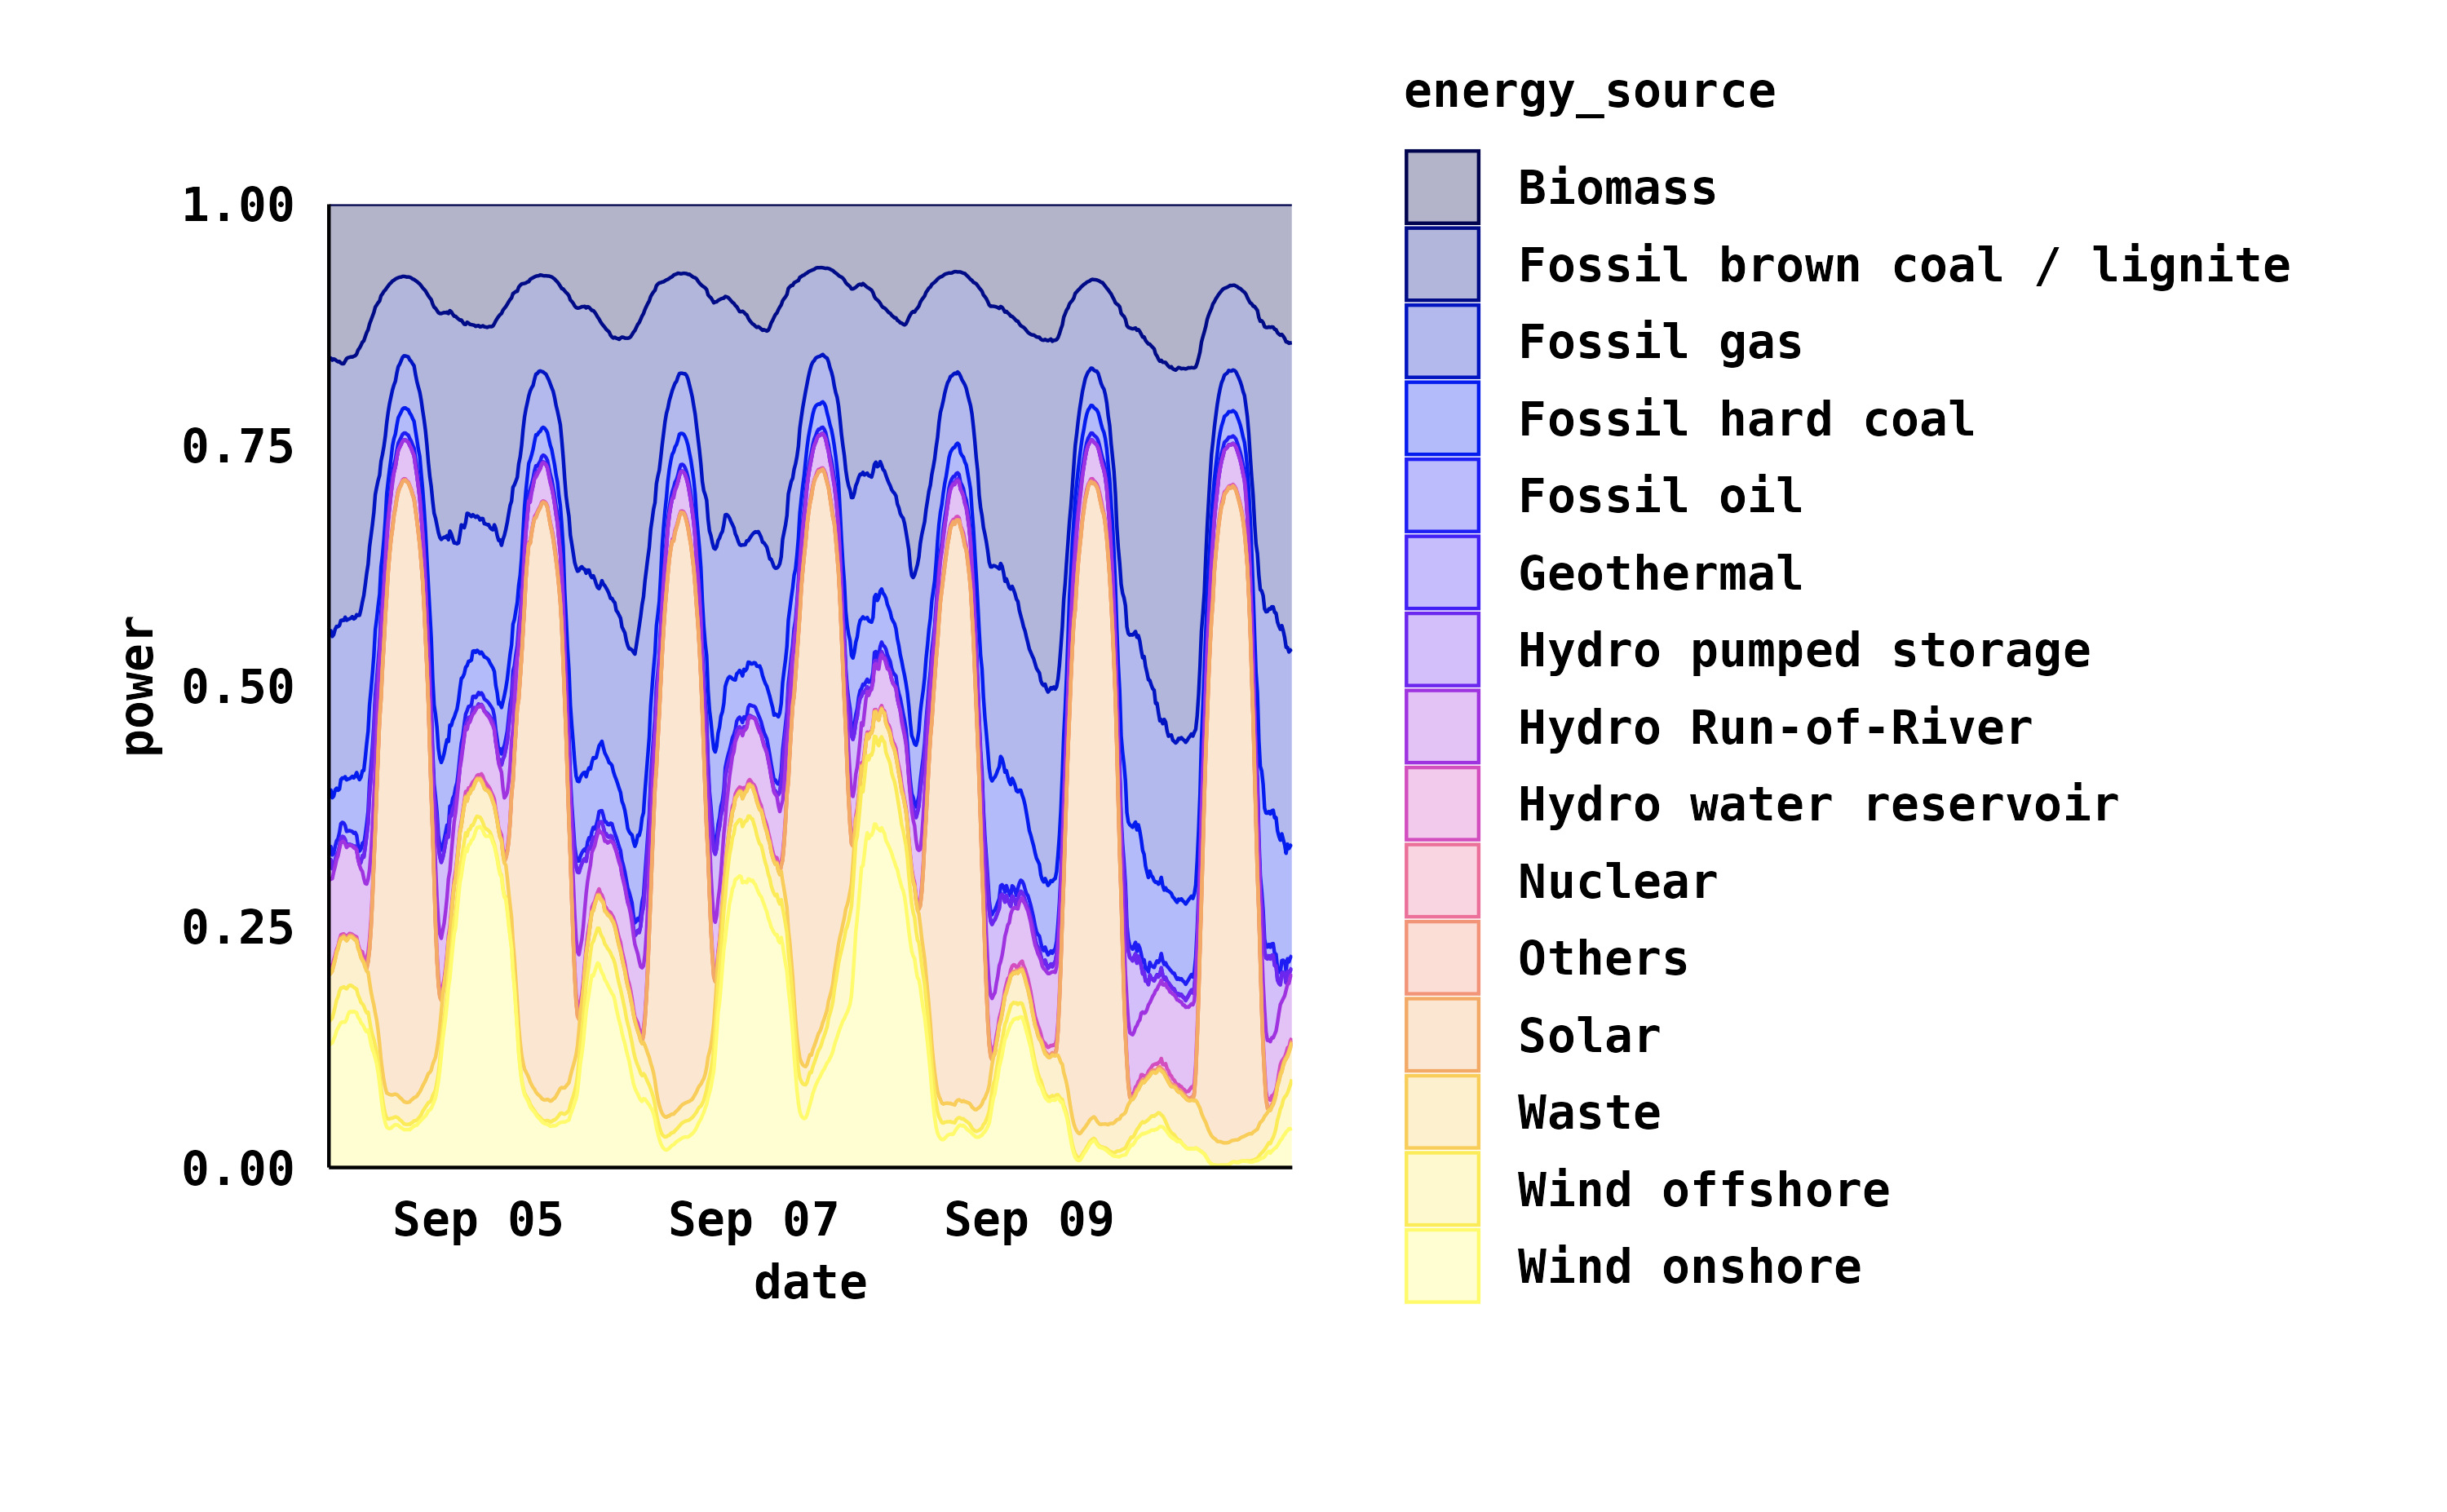 energy_source
Biomass
Fossil brown coal / lignite
Fossil gas
Fossil hard coal
Fossil oil
Geothermal
Hydro pumped storage
Hydro Run-of-River
Hydro water reservoir
Nuclear
Others
Solar
Waste
Wind offshore
Wind onshore
1.00
0.75
0.50
0.25
0.00
power
Sep 05
Sep 07
Sep 09
date